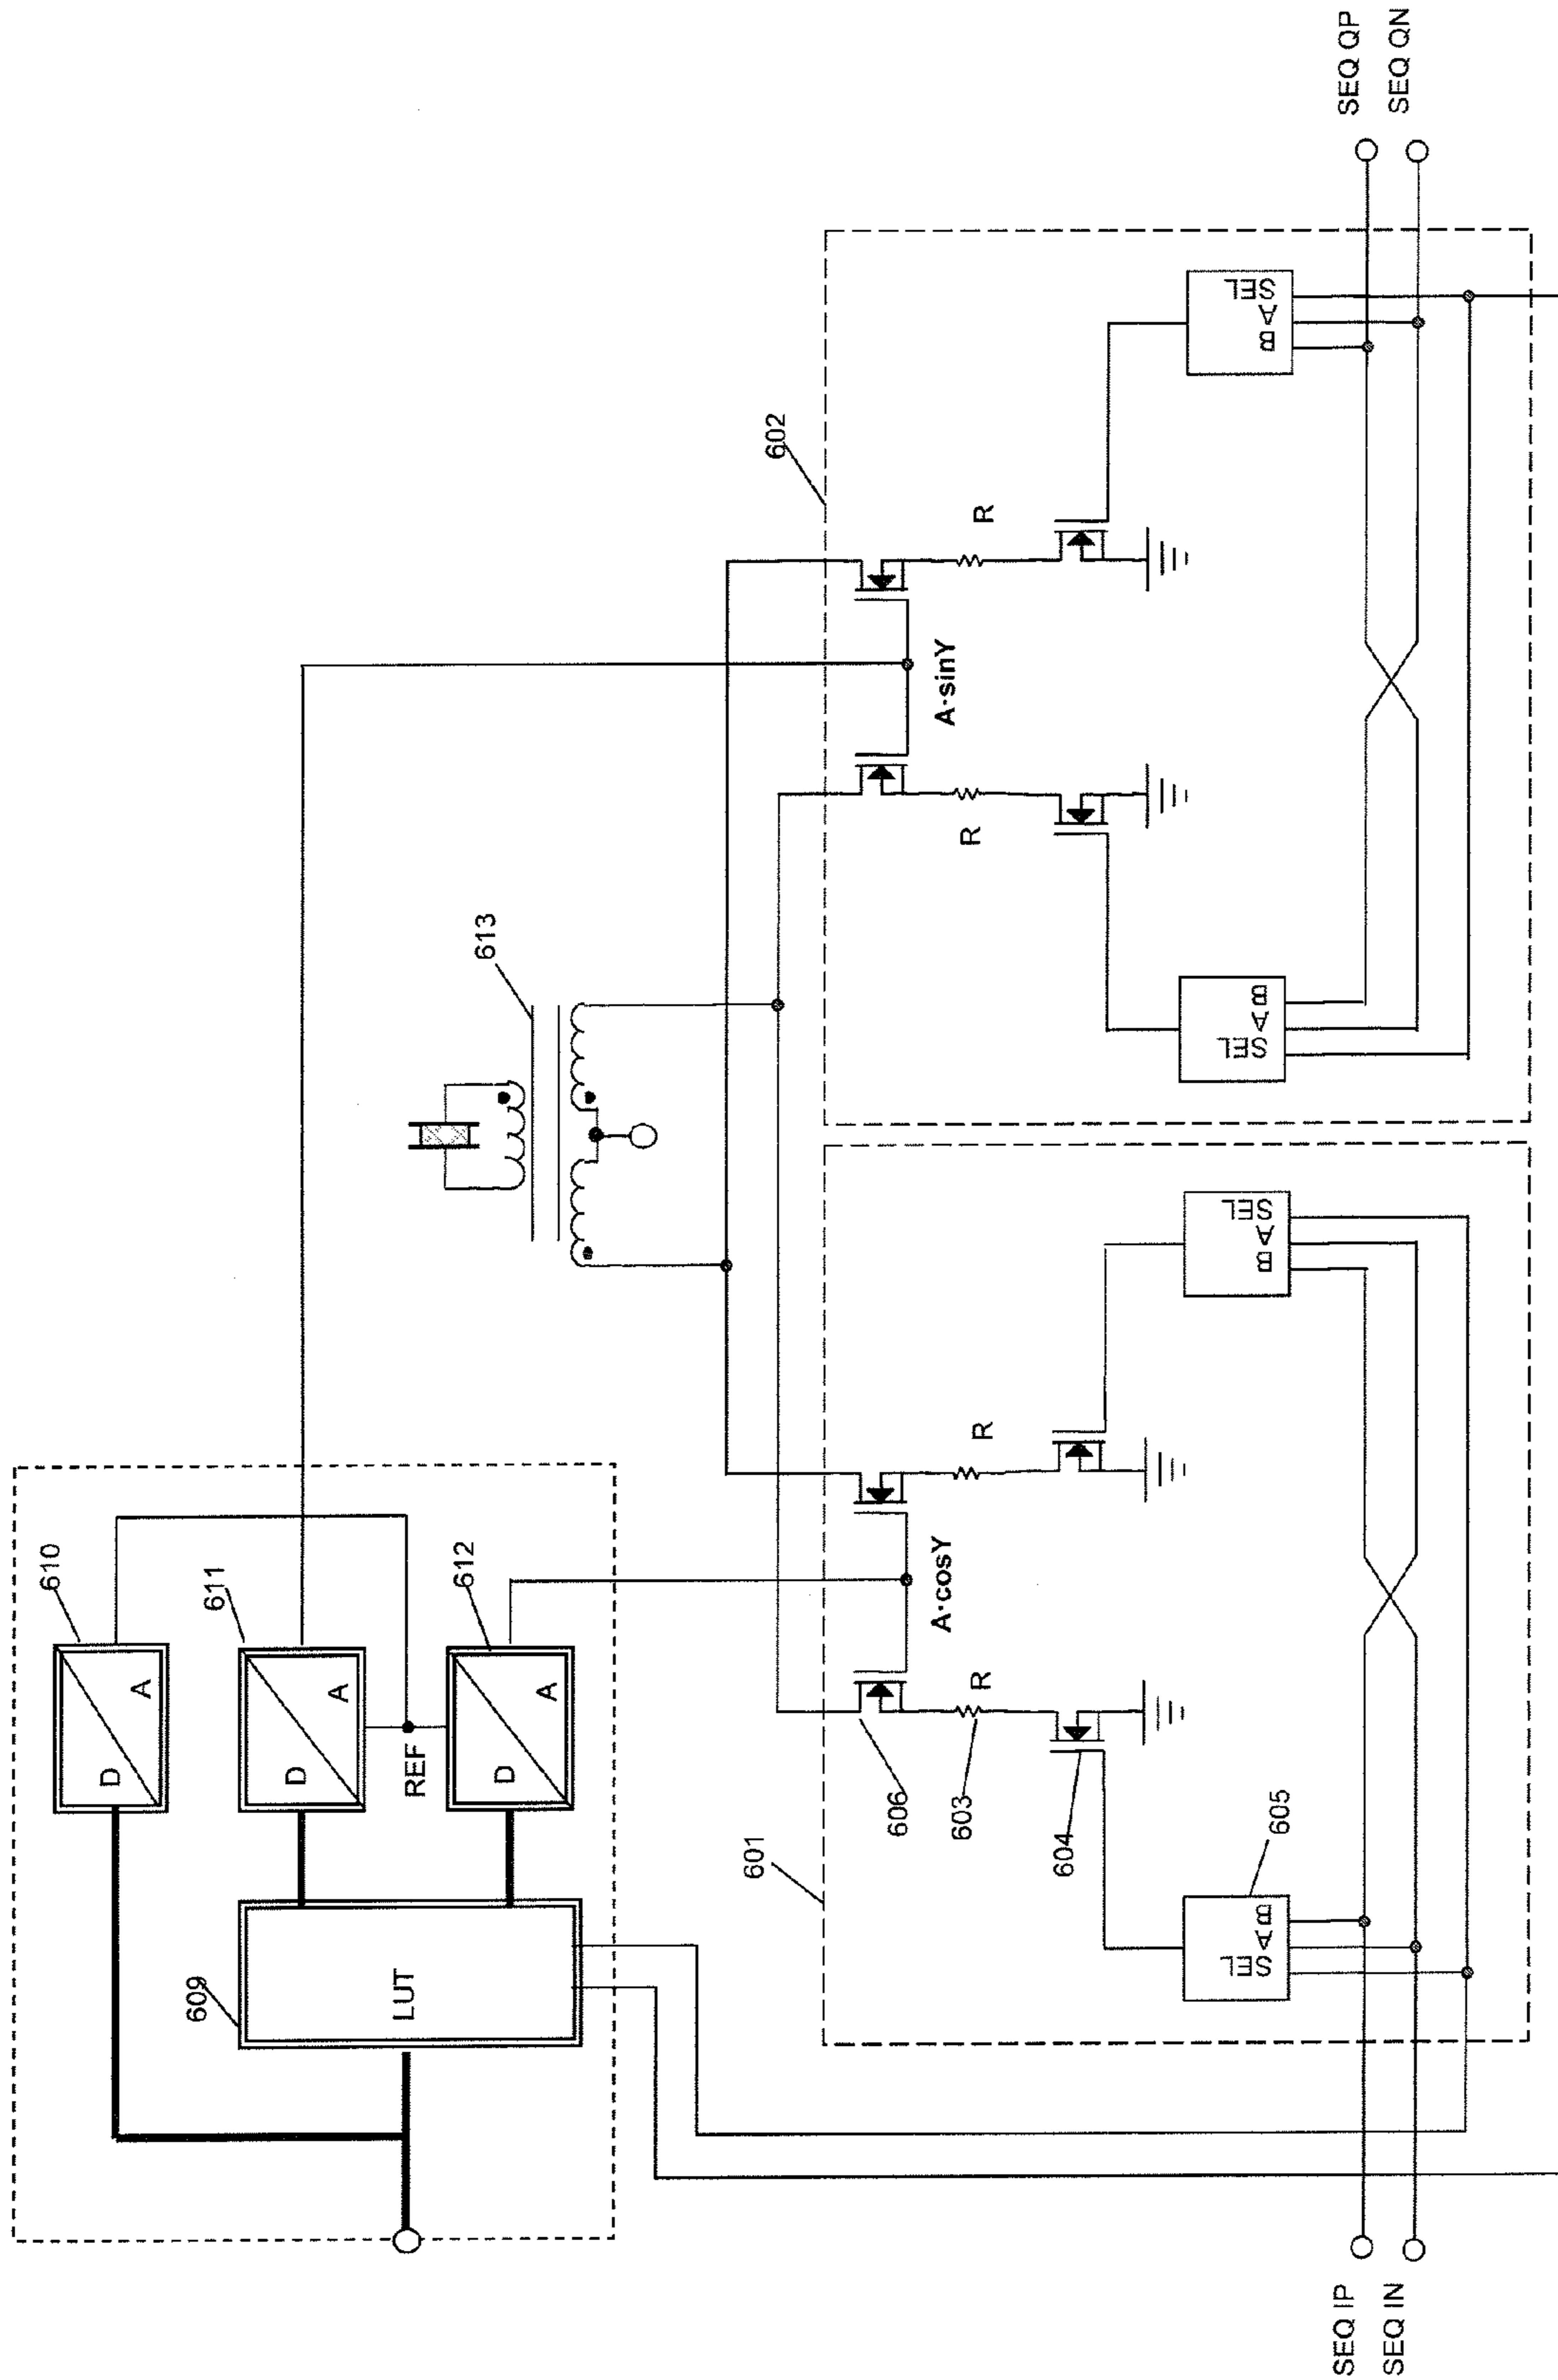 610
D A
611
D A
REF
612
D A
609
LUT
613
601
606
603
R
604
605
SEL A B
A·cosY
R
B A SEL
602
R
A·sinY
R
SEL A B
B A SEL
SEQ IP
SEQ IN
SEQ QP
SEQ QN